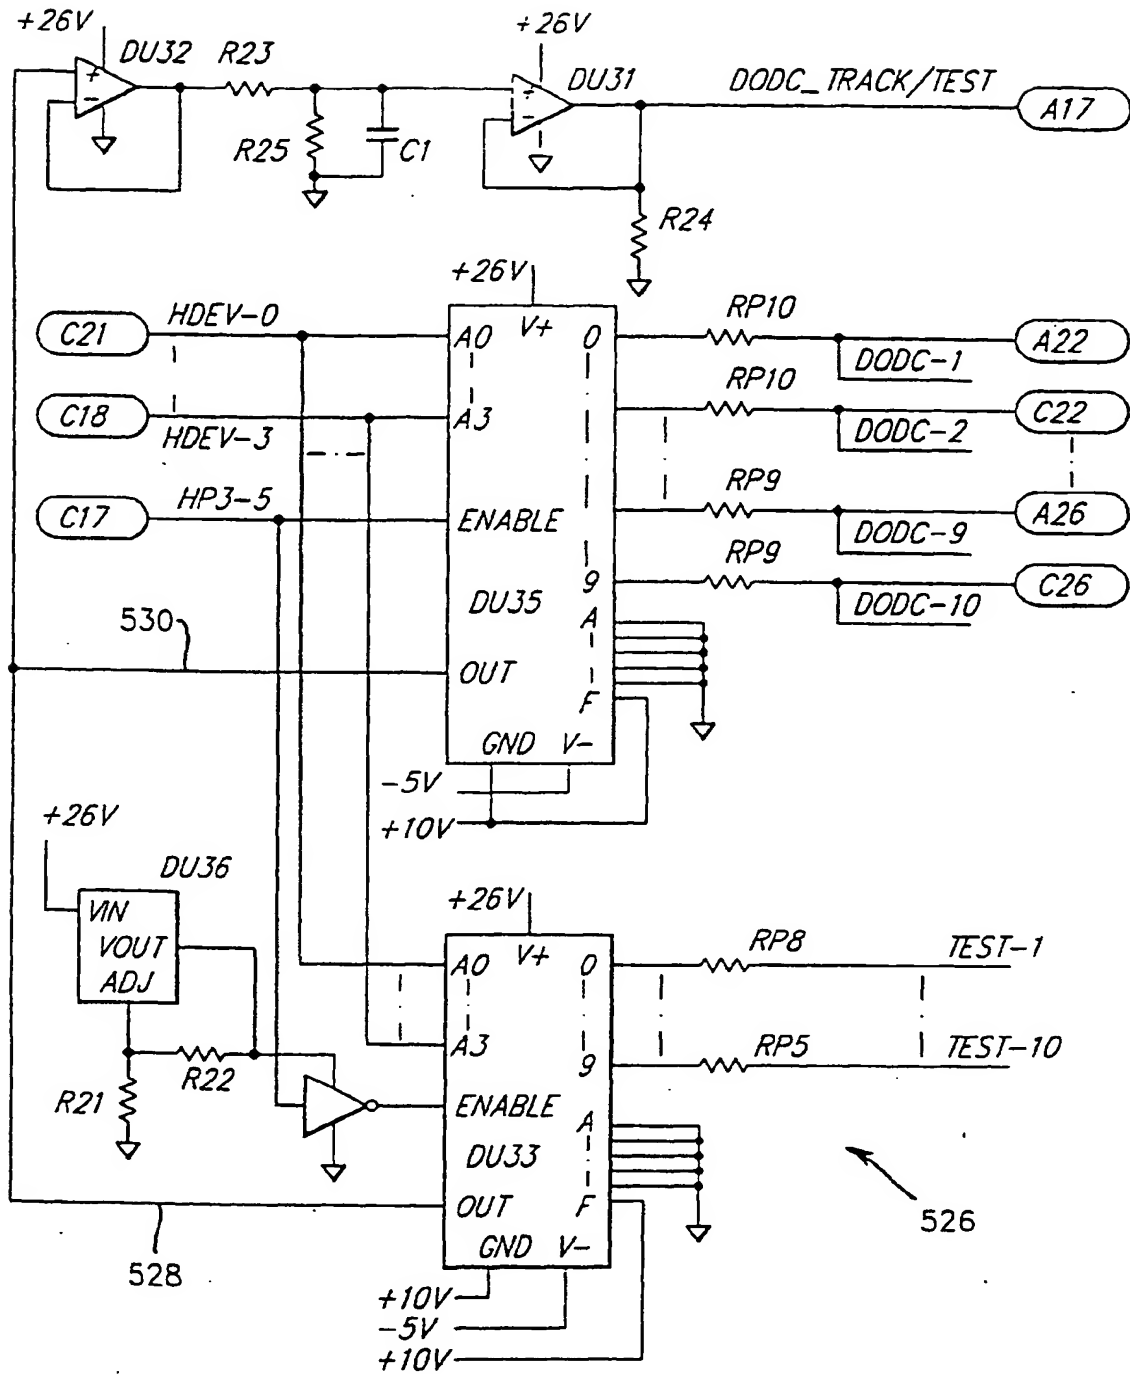 +26V
DU32
R23
+26V
DU31
DODC_TRACK/TEST
A17
+
-
+
-
R25
C1
R24
+26V
C21
HDEV-0
A0
V+
0
RP10
A22
DODC-1
RP10
C18
HDEV-3
A3
C22
DODC-2
C17
HP3-5
ENABLE
RP9
A26
DODC-9
RP9
9
C26
DODC-10
DU35
A
530
OUT
F
GND
V-
-5V
+10V
+26V
DU36
VIN
VOUT
ADJ
+26V
V+
A0
0
RP8
TEST-1
A3
9
RP5
TEST-10
R22
R21
ENABLE
A
DU33
OUT
F
526
528
GND
V-
+10V
-5V
+10V